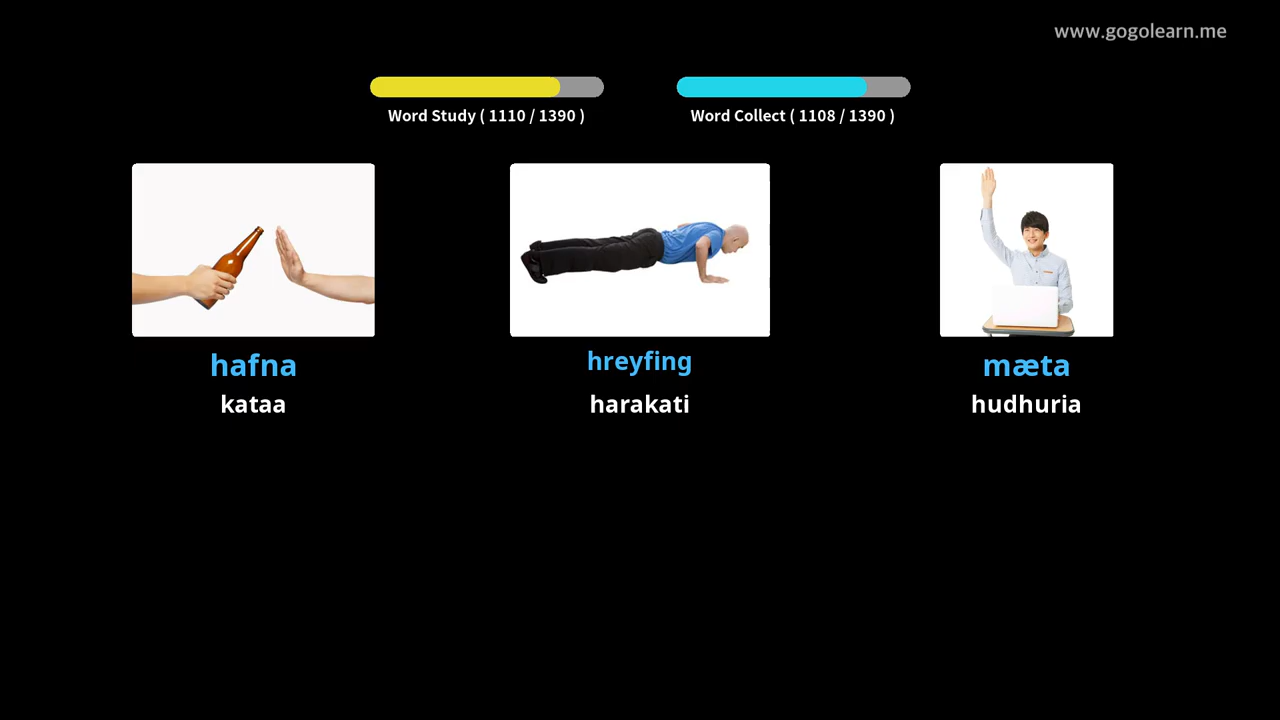 www.gogolearn.me
Word Study ( 1110 / 1390 )
Word Collect ( 1108 / 1390 )
hafna
hreyfing
mæta
kataa
harakati
hudhuria